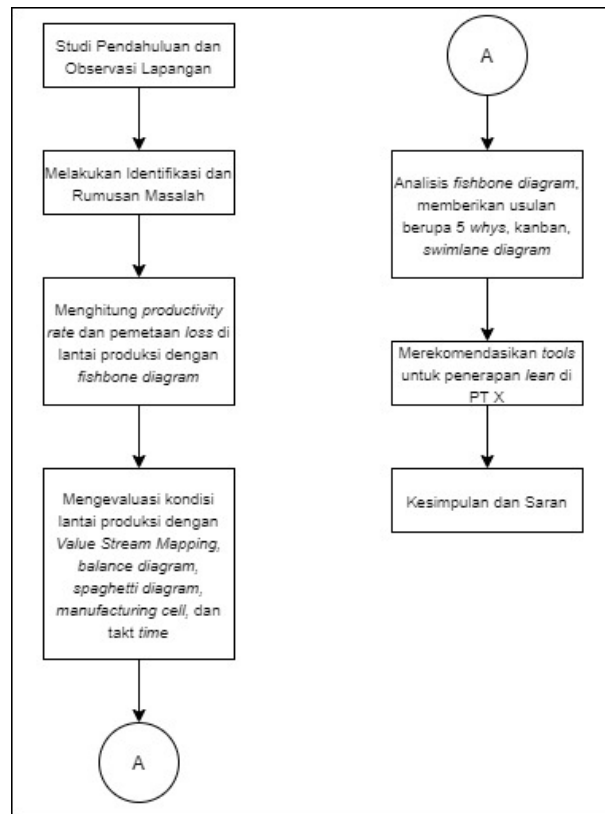 Studi Pendahuluan dan
Observasi Lapangan
Melakukan Identifikasi dan
Rumusan Masalah
Menghitung productivity
rate dan pemetaan loss di
lantai produksi dengan
fishbone diagram
Mengevaluasi kondisi
lantai produksi dengan
Value Stream Mapping,
balance diagram,
spaghetti diagram,
manufacturing cell, dan
takt time
A
A
Analisis fishbone diagram,
memberikan usulan
berupa 5 whys, kanban,
swimlane diagram
Merekomendasikan tools
untuk penerapan lean di
PT X
Kesimpulan dan Saran